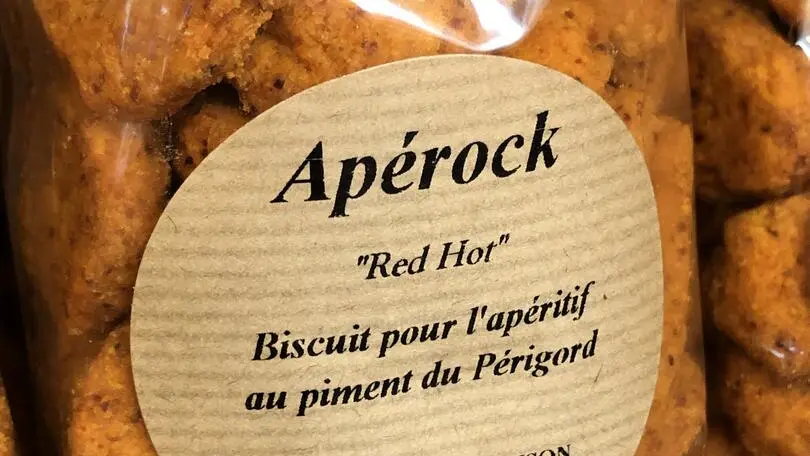 Apérock
"Red Hot"
Biscuit pour l'apéritif
au piment du Périgord